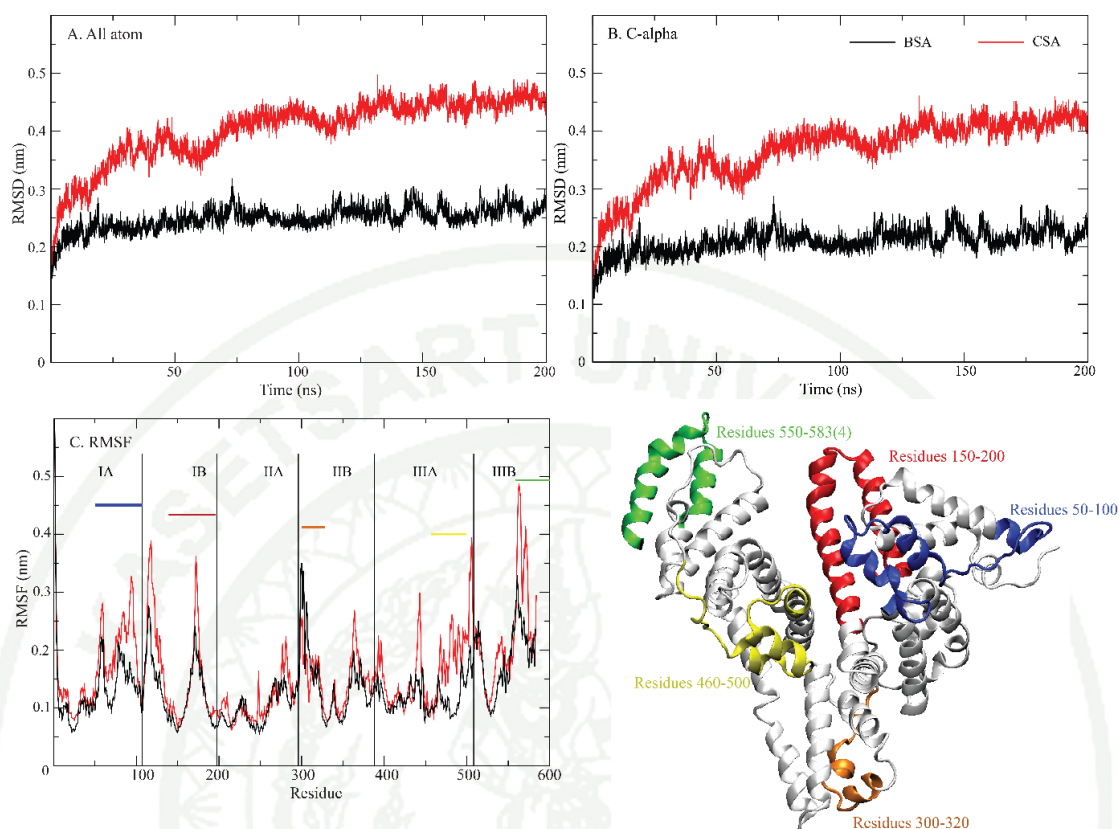 A. All atom
0.5
0.4
0.3
0.2
0.1
0
RMSD (nm)
50
100
150
200
Time (ns)
B. C-alpha
BSA
CSA
0.5
0.4
0.3
0.2
0.1
0
RMSD (nm)
50
100
150
200
Time (ns)
C. RMSF
IA
IB
IIA
IIB
IIIA
IIIB
0.5
0.4
0.3
0.2
0.1
0
RMSF (nm)
100
200
300
400
500
600
Residue
Residues 550-583(4)
Residues 150-200
Residues 50-100
Residues 460-500
Residues 300-320